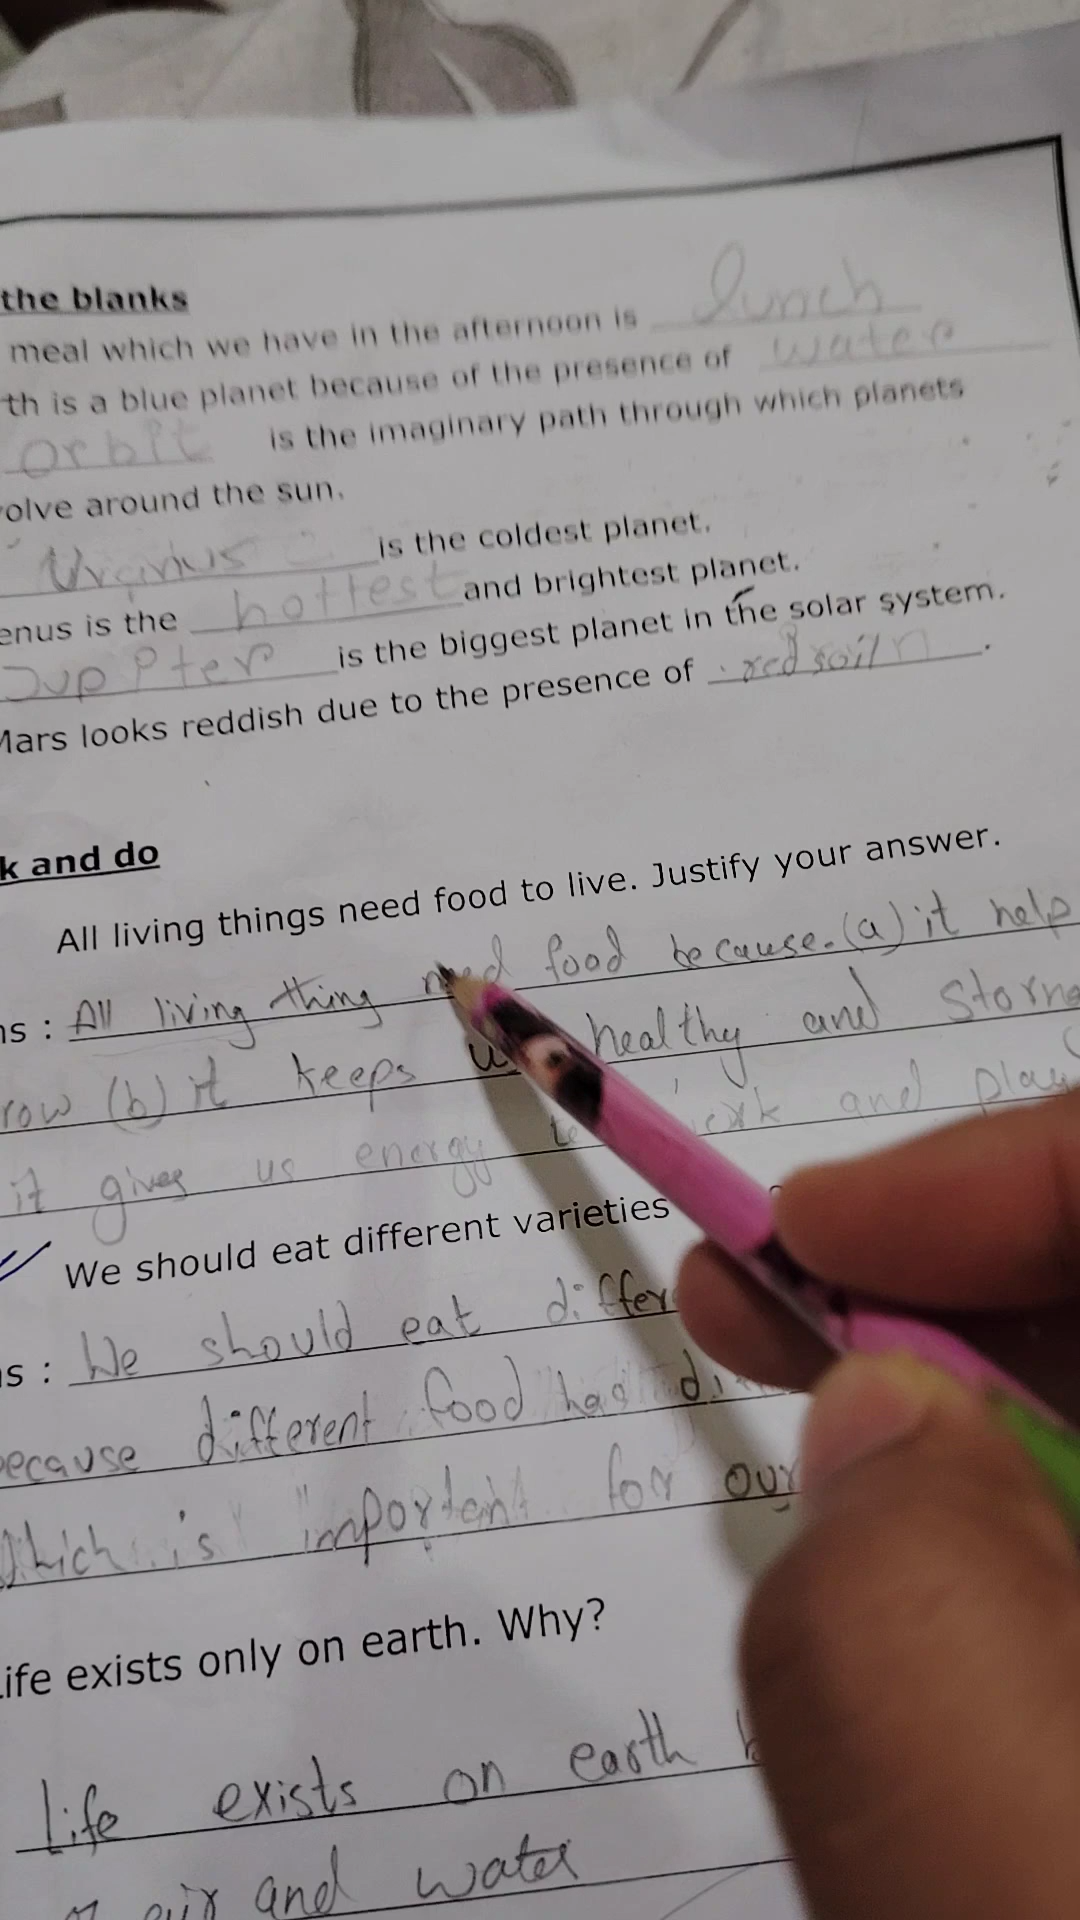 the blanks
meal which we have in the afternoon is lunch
th is a blue planet because of the presence of water
orbit is the imaginary path through which planets
olve around the sun.
Uranus is the coldest planet.
enus is the hottest and brightest planet.
Jupiter is the biggest planet in the solar system.
Mars looks reddish due to the presence of red soil.
k and do
All living things need food to live. Justify your answer.
ns : All living thing need food because. (a) it help
row (b) it keeps healthy and
it gives us energy to and play
We should eat different varieties
s : We should eat differ
ecause different food has di
Which is important for our
Life exists only on earth. Why?
Life exists on earth
air and water